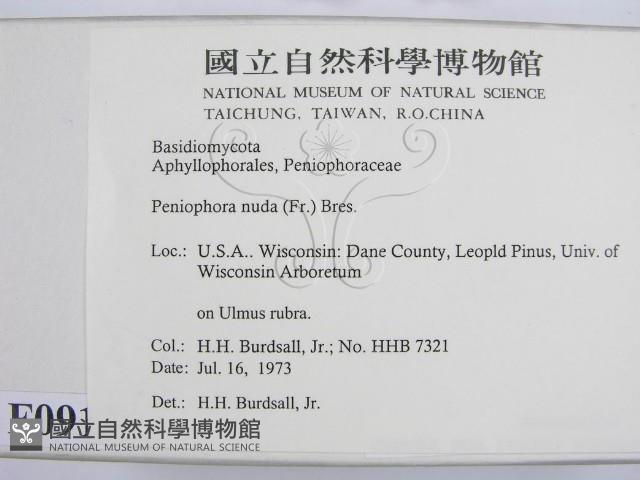 國立自然科學博物館
NATIONAL MUSEUM OF NATURAL SCIENCE
TAICHUNG, TAIWAN, R.O.CHINA
Basidiomycota
Aphyllophorales, Peniophoraceae
Peniophora nuda (Fr.) Bres.
Loc.: U.S.A.. Wisconsin: Dane County, Leopld Pinus, Univ. of
Wisconsin Arboretum
on Ulmus rubra.
Col.: H.H. Burdsall, Jr.; No. HHB 7321
Date: Jul. 16, 1973
Det.: H.H. Burdsall, Jr.
F091
國立自然科學博物館
NATIONAL MUSEUM OF NATURAL SCIENCE